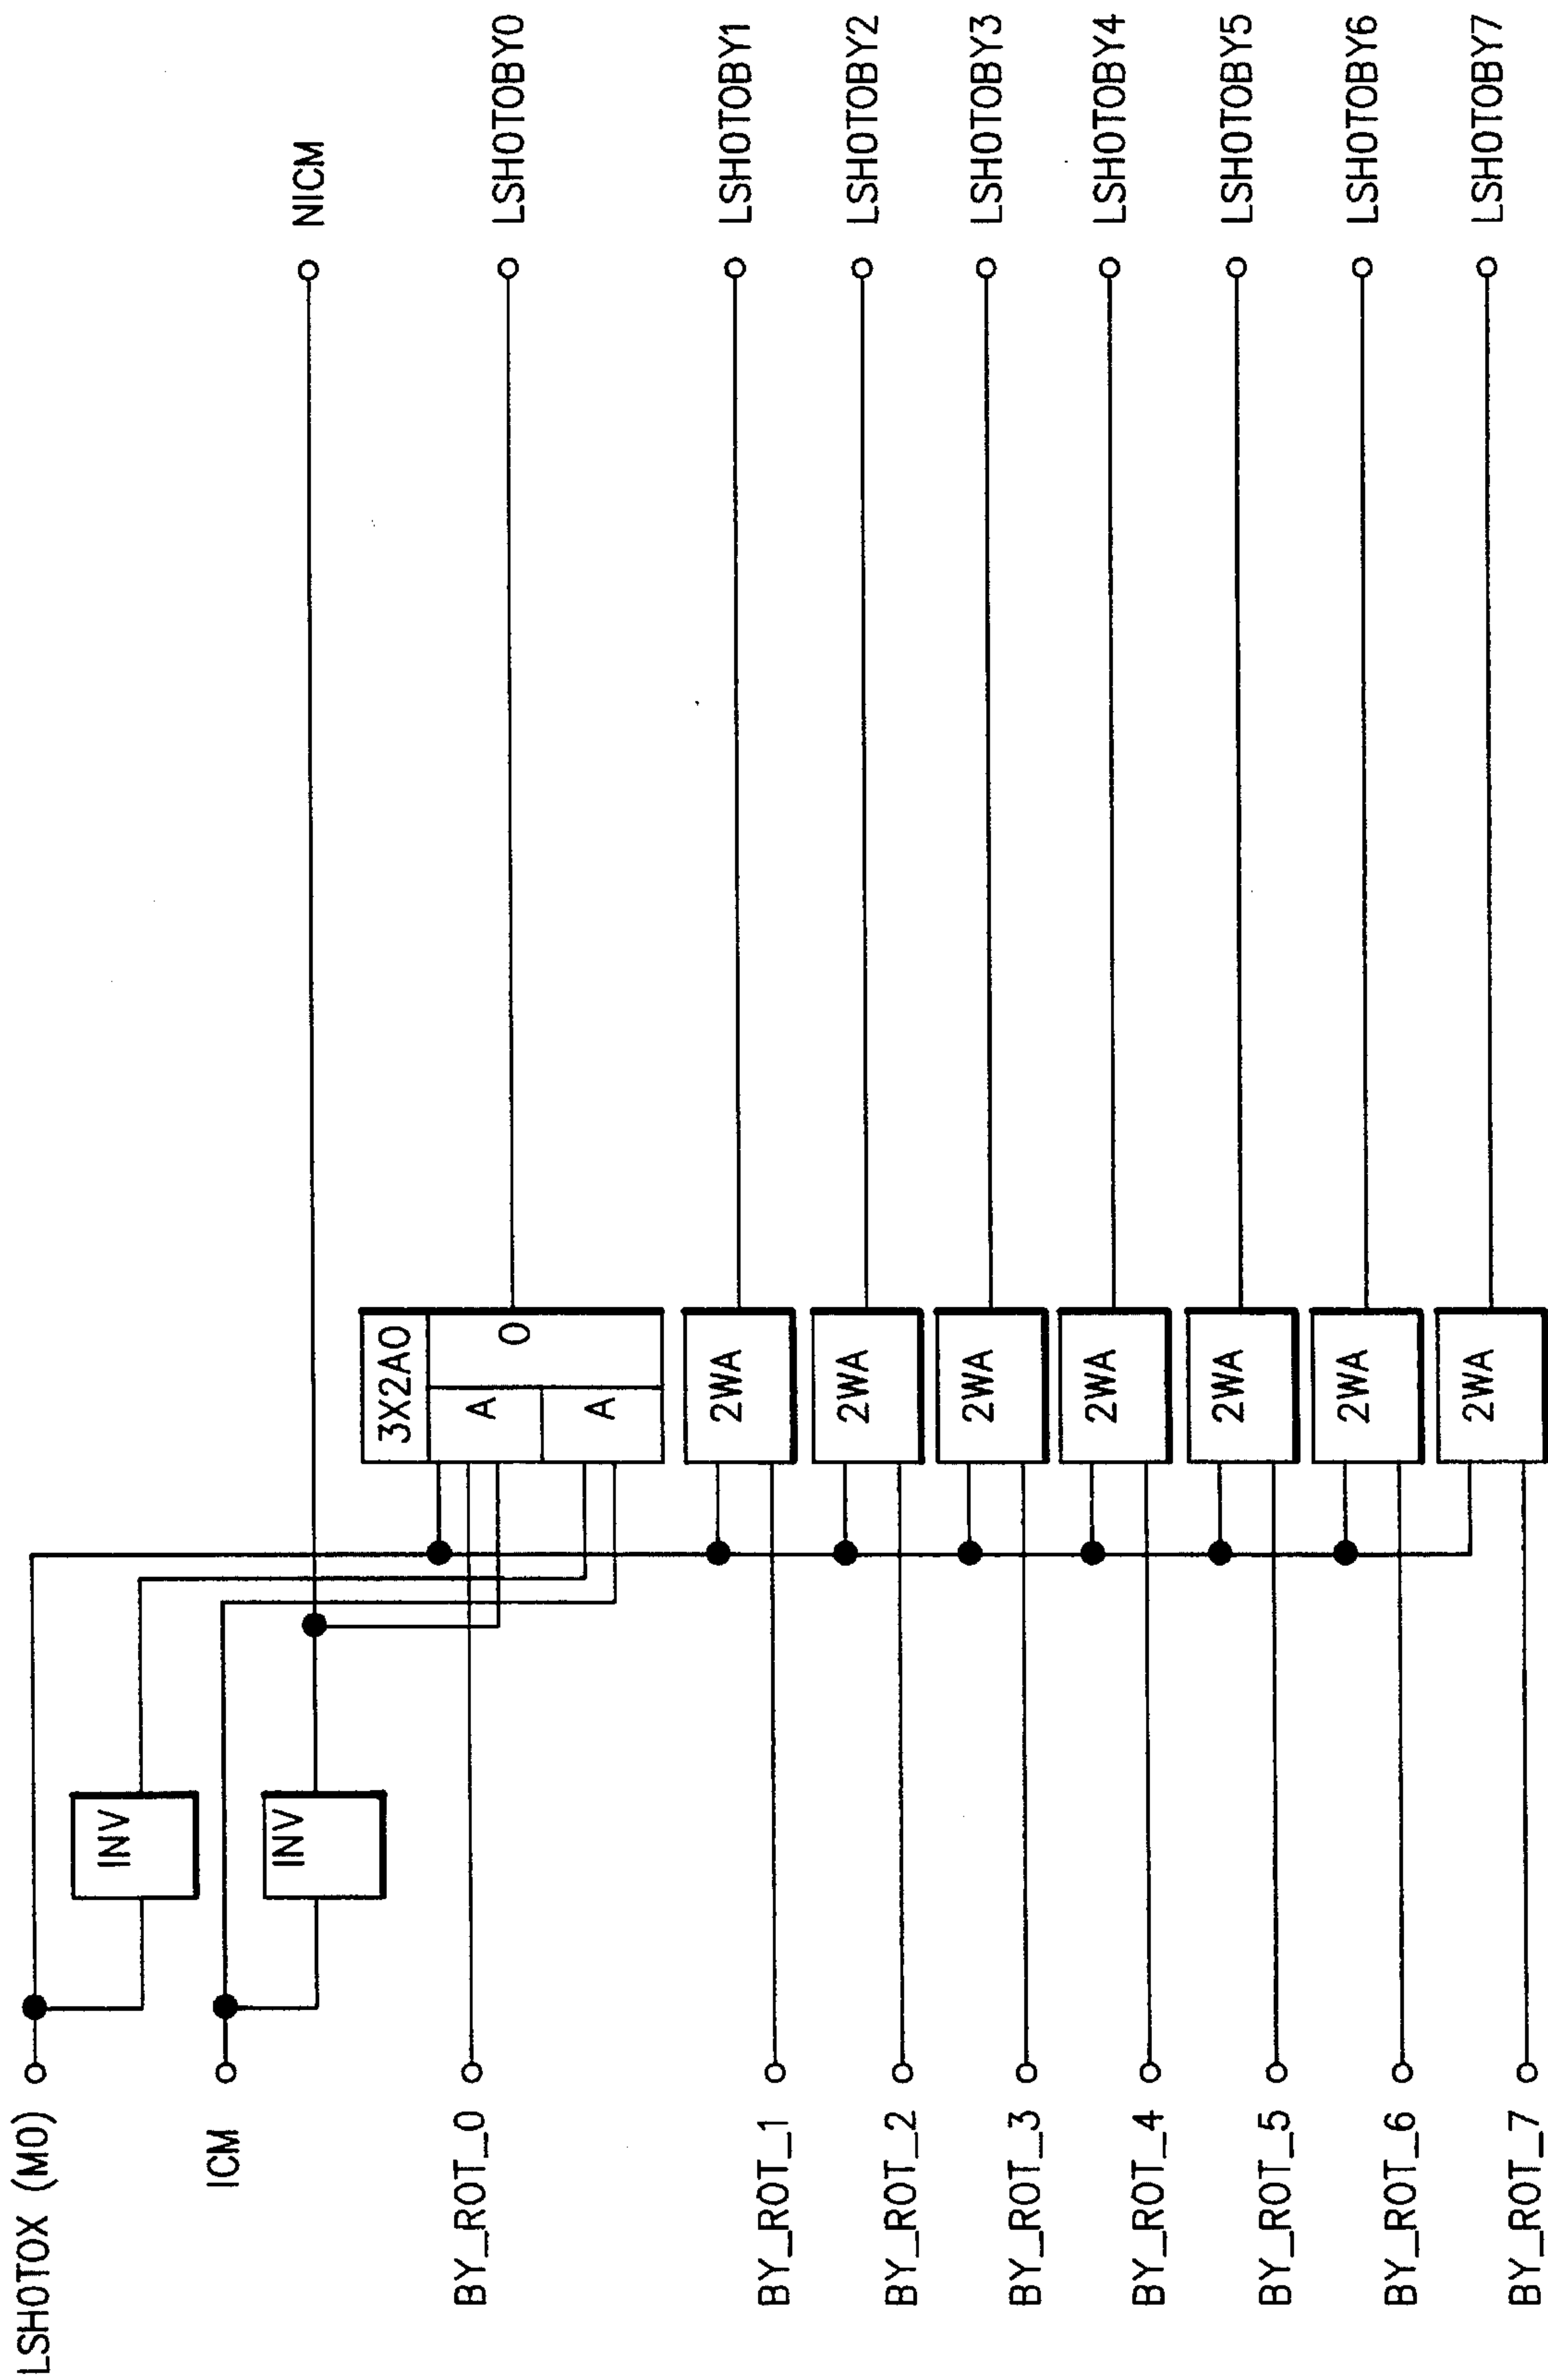 LSHOTOX (M0)
ICM
BY_ROT_0
BY_ROT_1
BY_ROT_2
BY_ROT_3
BY_ROT_4
BY_ROT_5
BY_ROT_6
BY_ROT_7
INV
INV
3X2AO
A
A
O
2WA
2WA
2WA
2WA
2WA
2WA
2WA
NICM
LSHOTOBY0
LSHOTOBY1
LSHOTOBY2
LSHOTOBY3
LSHOTOBY4
LSHOTOBY5
LSHOTOBY6
LSHOTOBY7